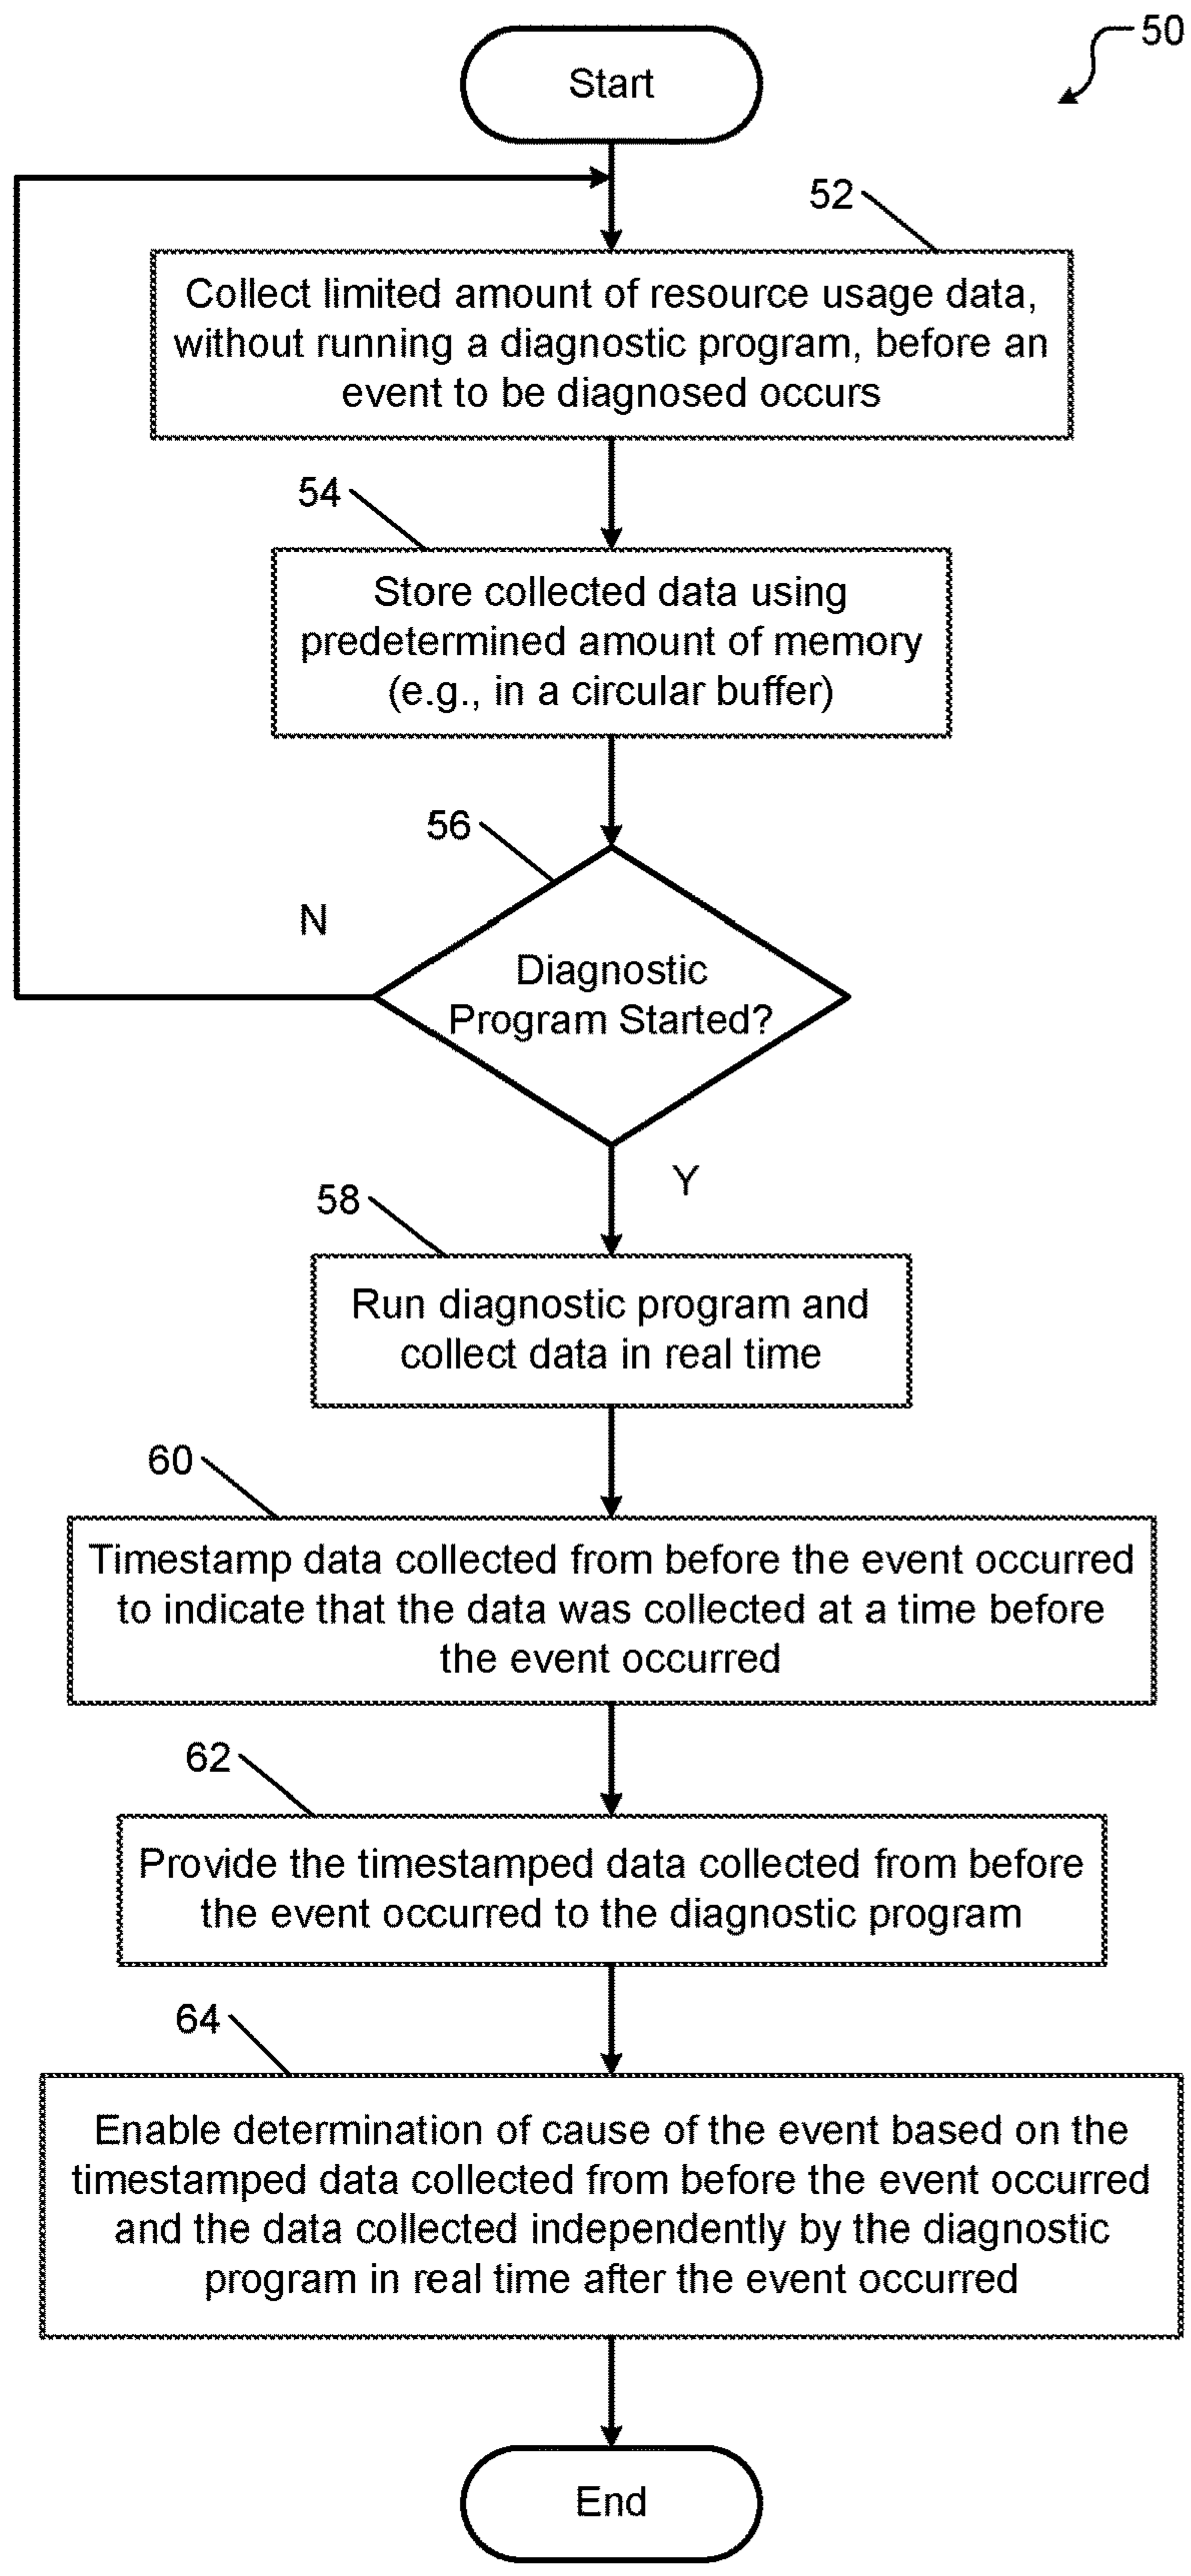 50
Start
52
Collect limited amount of resource usage data,
without running a diagnostic program, before an
event to be diagnosed occurs
54
Store collected data using
predetermined amount of memory
(e.g., in a circular buffer)
56
N
Diagnostic
Program Started?
Y
58
Run diagnostic program and
collect data in real time
60
Timestamp data collected from before the event occurred
to indicate that the data was collected at a time before
the event occurred
62
Provide the timestamped data collected from before
the event occurred to the diagnostic program
64
Enable determination of cause of the event based on the
timestamped data collected from before the event occurred
and the data collected independently by the diagnostic
program in real time after the event occurred
End